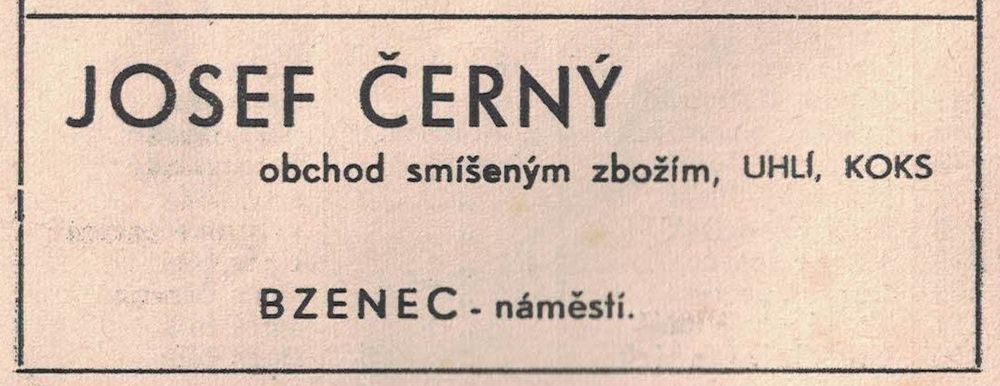 JOSEF ČERNÝ
obchod smíšeným zbožím, UHLÍ, KOKS
BZENEC - náměstí.